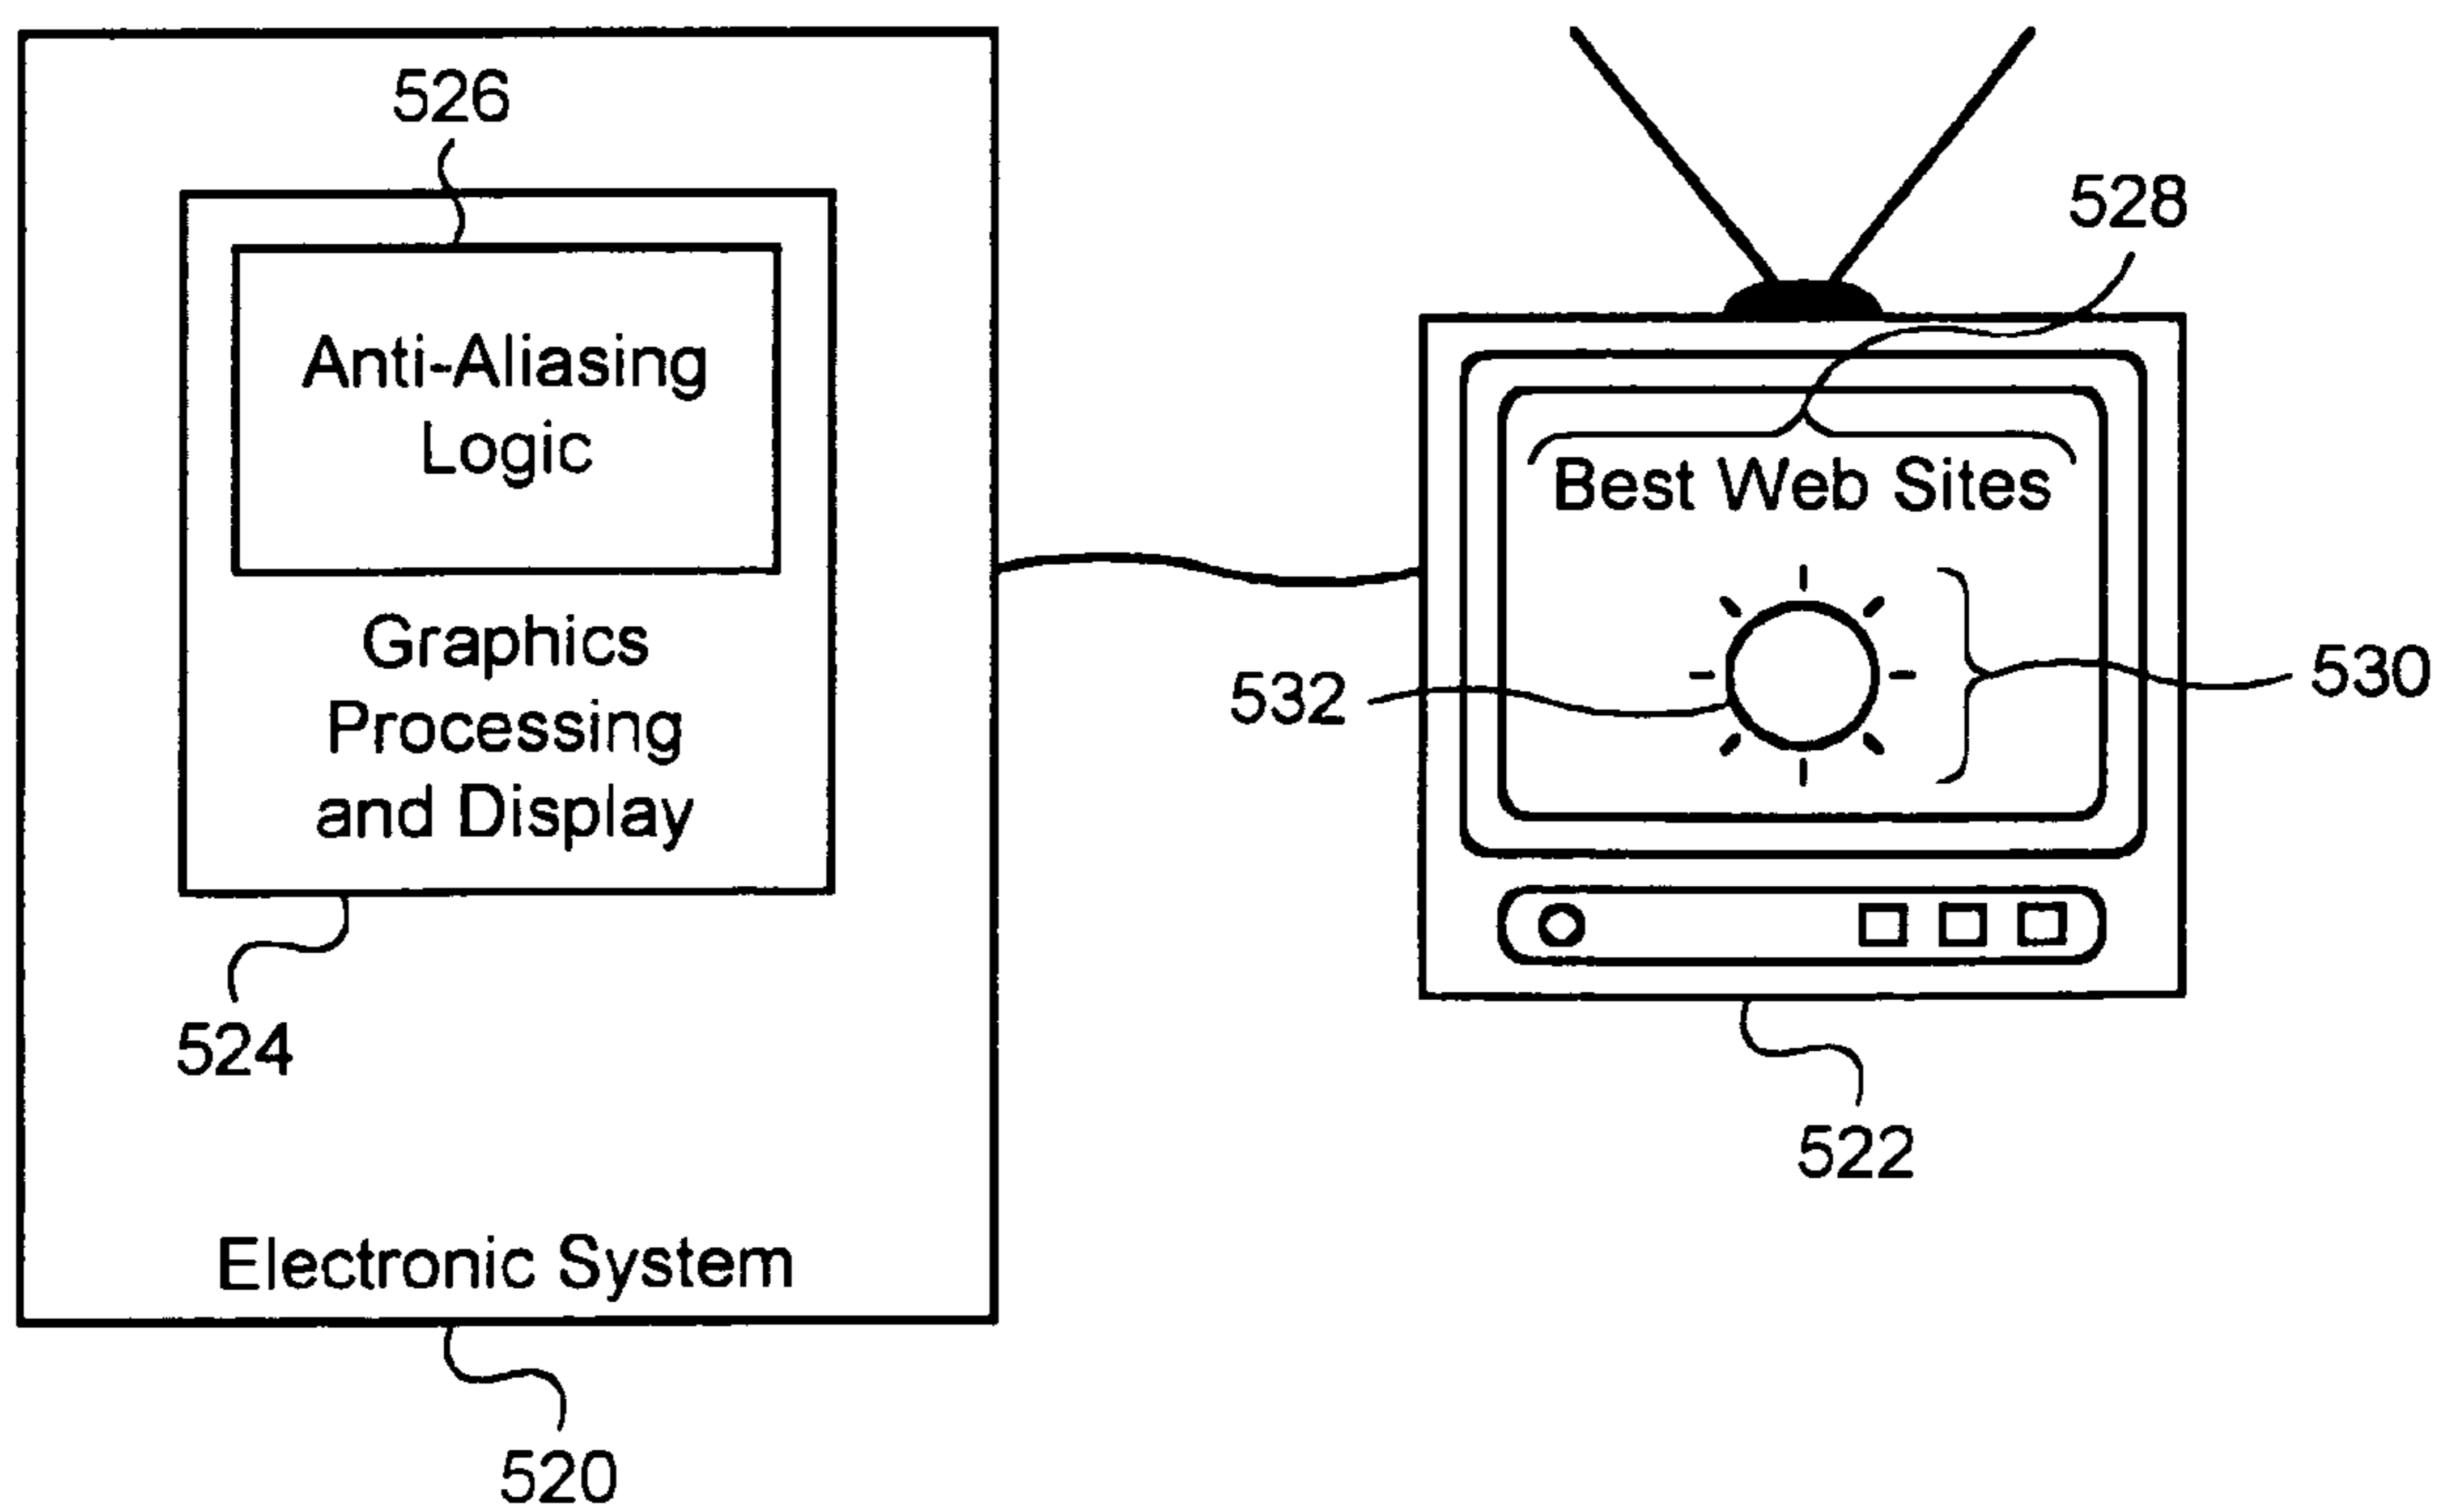 526
Anti-Aliasing
Logic
Graphics
Processing
and Display
524
Electronic System
520
528
Best Web Sites
532
530
522